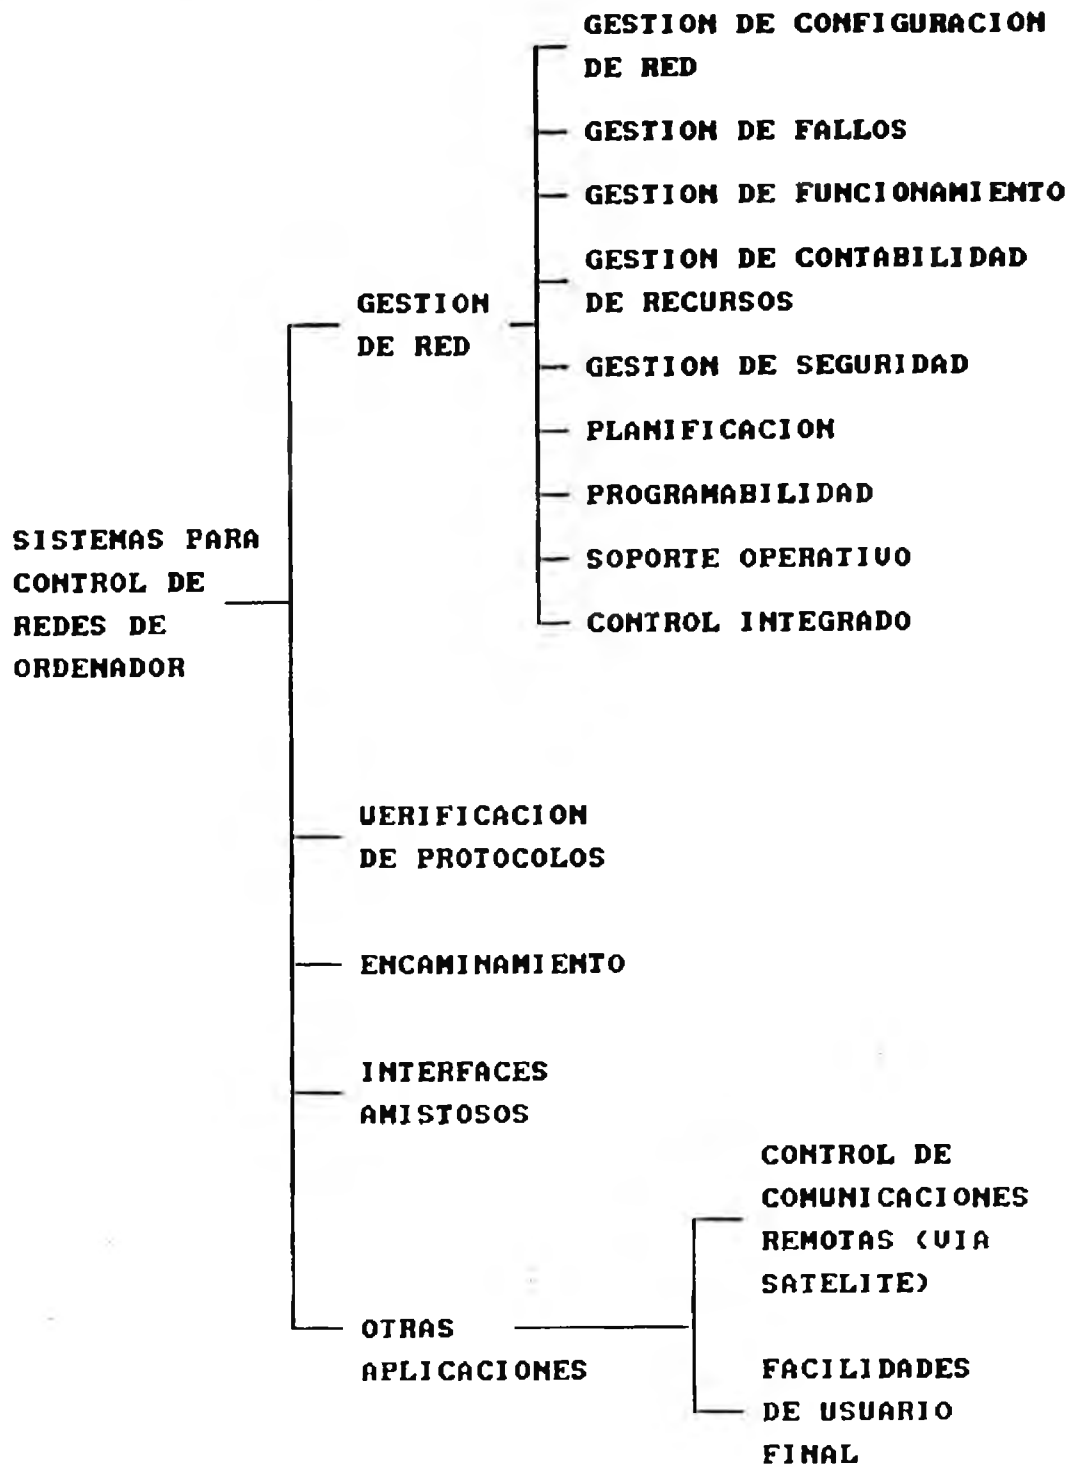 GESTION DE CONFIGURACION
DE RED
GESTION DE FALLOS
GESTION DE FUNCIONAMIENTO
GESTION DE CONTABILIDAD
DE RECURSOS
GESTION
DE RED
GESTION DE SEGURIDAD
PLANIFICACION
PROGRAMABILIDAD
SOPORTE OPERATIVO
CONTROL INTEGRADO
SISTEMAS PARA
CONTROL DE
REDES DE
ORDENADOR
VERIFICACION
DE PROTOCOLOS
ENCAMINAMIENTO
INTERFACES
AMISTOSOS
OTRAS
APLICACIONES
CONTROL DE
COMUNICACIONES
REMOTAS (VIA
SATELITE)
FACILIDADES
DE USUARIO
FINAL